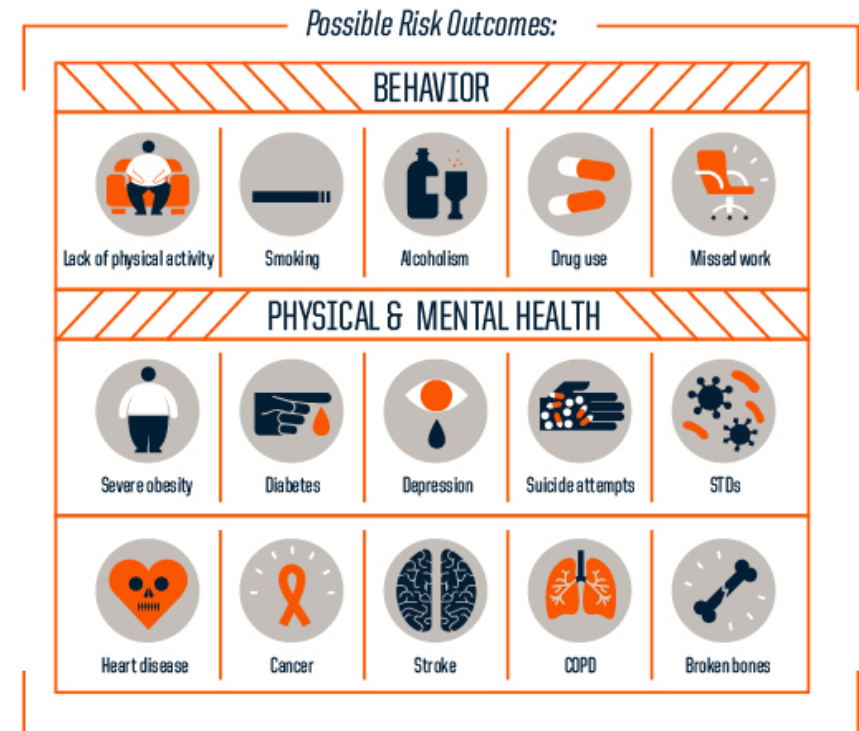 Possible Risk Outcomes:
BEHAVIOR
Lack of physical activity
Smoking
Alcoholism
Drug use
Missed work
PHYSICAL & MENTAL HEALTH
Severe obesity
Diabetes
Depression
Suicide attempts
STDs
Heart disease
Cancer
Stroke
COPD
Broken bones